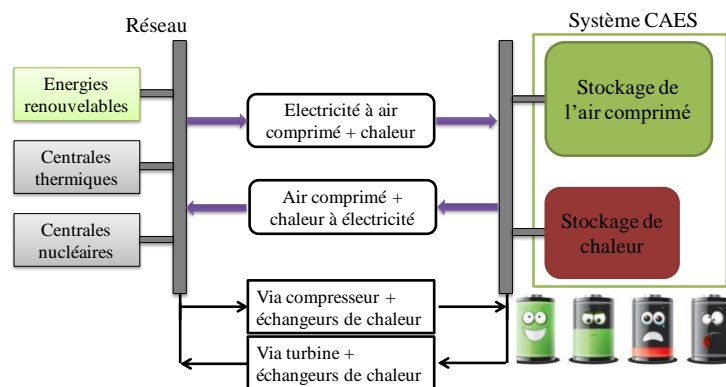 Réseau
Système CAES
Energies
renouvelables
Centrales
thermiques
Centrales
nucléaires
Electricité à air
comprimé + chaleur
Air comprimé +
chaleur à électricité
Via compresseur +
échangeurs de chaleur
Via turbine +
échangeurs de chaleur
Stockage de
l'air comprimé
Stockage de
chaleur